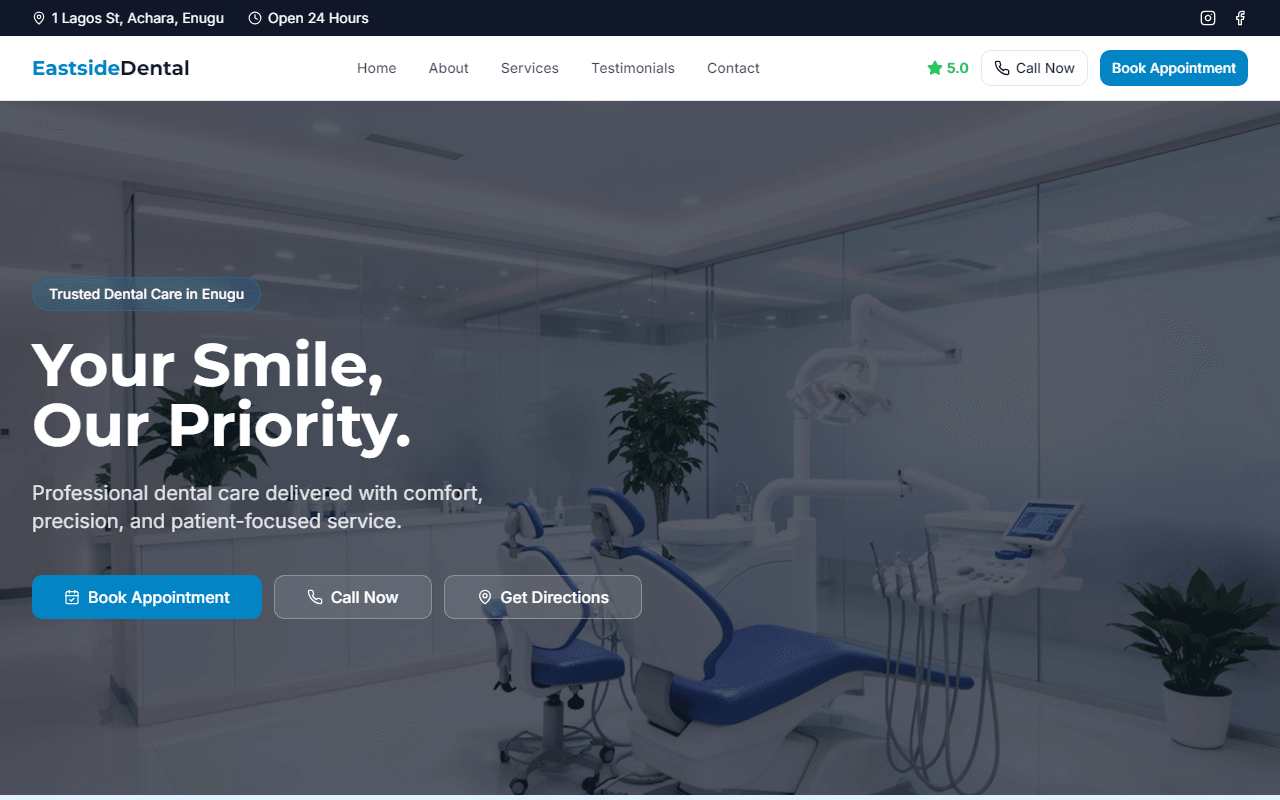 1 Lagos St, Achara, Enugu
Open 24 Hours
EastsideDental
Home
About
Services
Testimonials
Contact
5.0
Call Now
Book Appointment
Trusted Dental Care in Enugu
Your Smile,
Our Priority.
Professional dental care delivered with comfort,
precision, and patient-focused service.
Book Appointment
Call Now
Get Directions